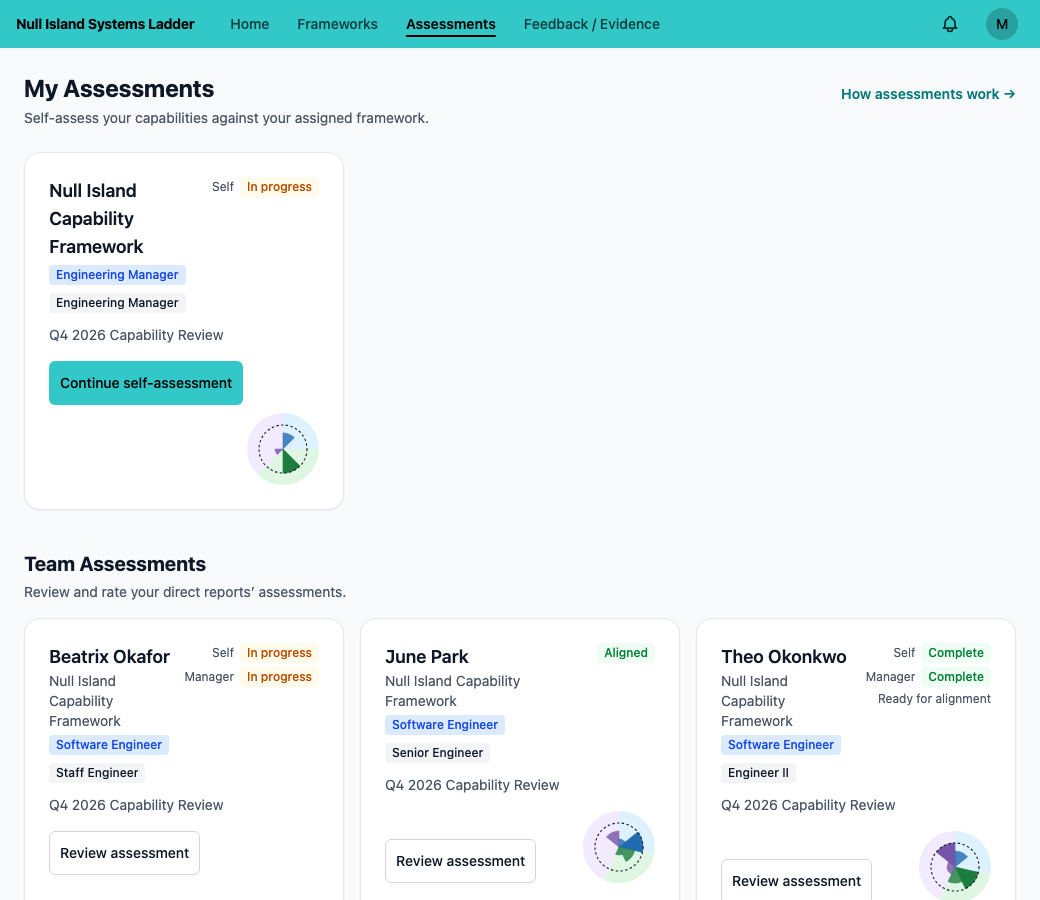 Null Island Systems Ladder Home Frameworks Assessments Feedback / Evidence M
My Assessments
How assessments work →
Self-assess your capabilities against your assigned framework.
Null Island
Capability
Framework
Self In progress
Engineering Manager
Engineering Manager
Q4 2026 Capability Review
Continue self-assessment
Team Assessments
Review and rate your direct reports’ assessments.
Beatrix Okafor
Self In progress
Manager In progress
Null Island
Capability
Framework
Software Engineer
Staff Engineer
Q4 2026 Capability Review
Review assessment
June Park
Aligned
Null Island Capability
Framework
Software Engineer
Senior Engineer
Q4 2026 Capability Review
Review assessment
Theo Okonkwo
Self Complete
Manager Complete
Ready for alignment
Null Island
Capability
Framework
Software Engineer
Engineer II
Q4 2026 Capability Review
Review assessment